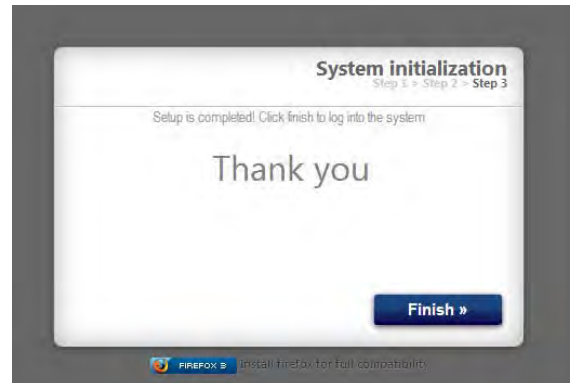 System initialization
Step 1 > Step 2 > Step 3
Setup is completed! Click finish to log into the system
Thank you
Finish »
FIREFOX 3 install firefox for full compatibility